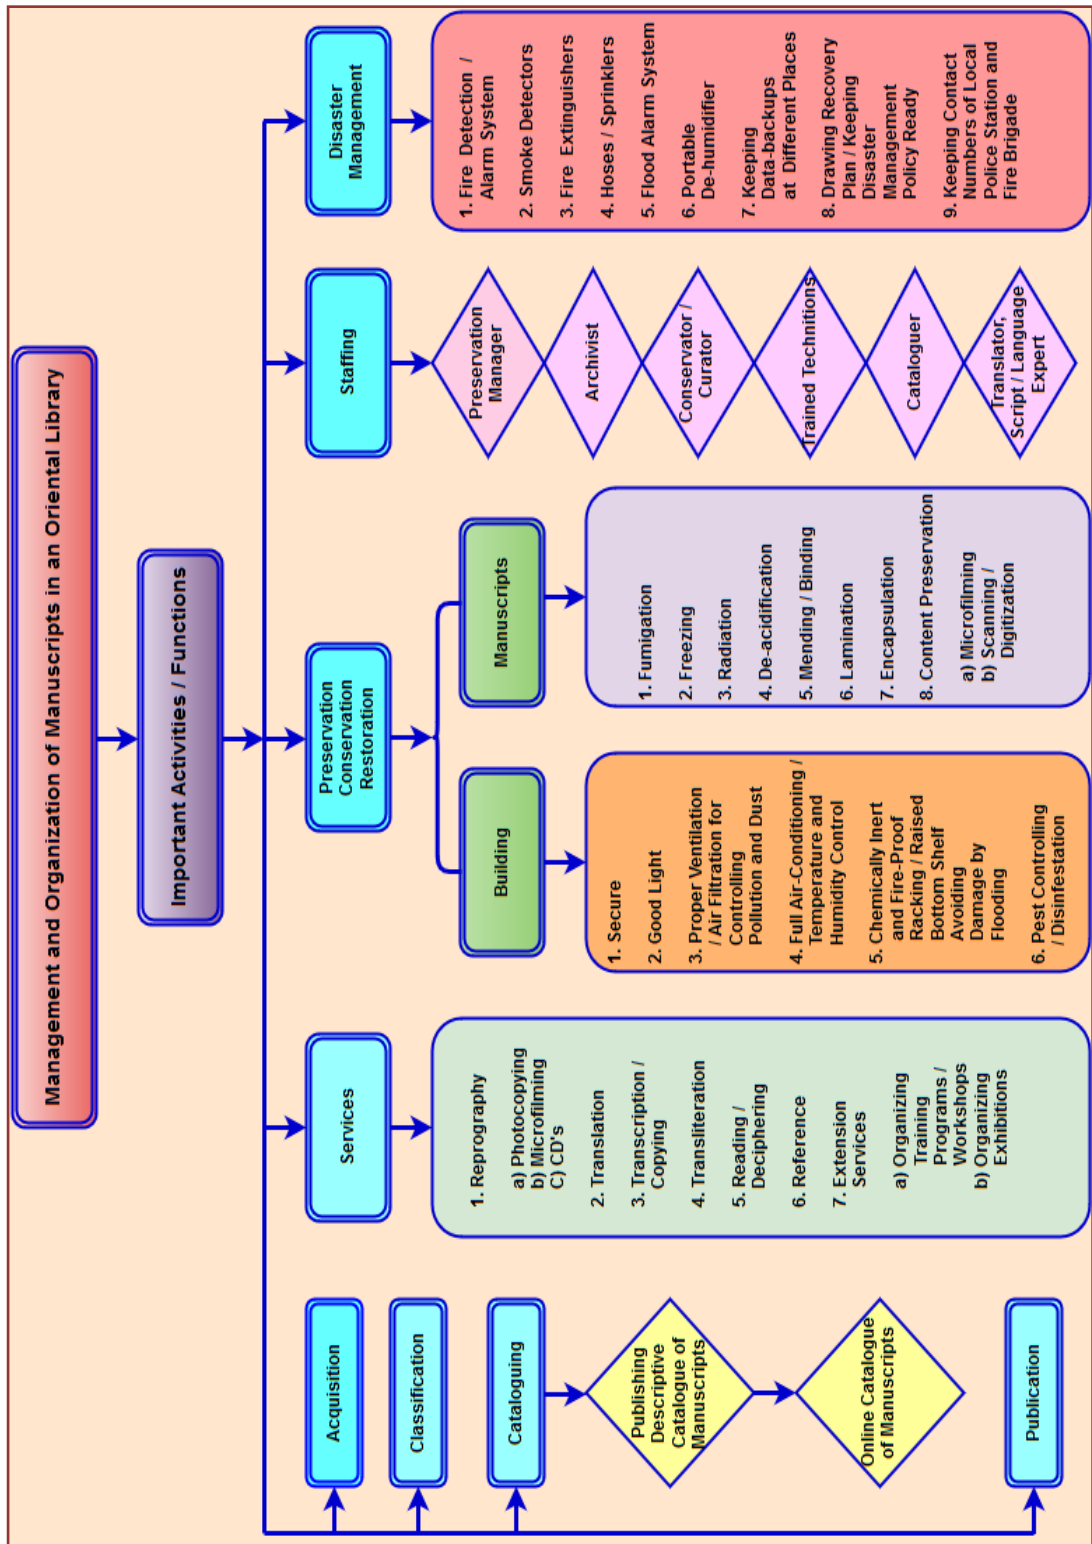 Management and Organization of Manuscripts in an Oriental Library
Important Activities / Functions
Acquisition
Classification
Cataloguing
Publishing
Descriptive
Catalogue of
Manuscripts
Online Catalogue
of Manuscripts
Publication
Services
1. Reprography
a) Photocopying
b) Microfilming
C) CD's
2. Translation
3. Transcription /
Copying
4. Transliteration
5. Reading /
Deciphering
6. Reference
7. Extension
Services
a) Organizing
Training
Programs /
Workshops
b) Organizing
Exhibitions
Preservation
Conservation
Restoration
Building
1. Secure
2. Good Light
3. Proper Ventilation
/ Air Filtration for
Controlling
Pollution and Dust
4. Full Air-Conditioning /
Temperature and
Humidity Control
5. Chemically Inert
and Fire-Proof
Racking / Raised
Bottom Shelf
Avoiding
Damage by
Flooding
6. Pest Controlling
/ Disinfestation
Manuscripts
1. Fumigation
2. Freezing
3. Radiation
4. De-acidification
5. Mending / Binding
6. Lamination
7. Encapsulation
8. Content Preservation
a) Microfilming
b) Scanning /
Digitization
Staffing
Preservation
Manager
Archivist
Conservator /
Curator
Trained Technitions
Cataloguer
Translator,
Script / Language
Expert
Disaster
Management
1. Fire Detection /
Alarm System
2. Smoke Detectors
3. Fire Extinguishers
4. Hoses / Sprinklers
5. Flood Alarm System
6. Portable
De-humidifier
7. Keeping
Data-backups
at Different Places
8. Drawing Recovery
Plan / Keeping
Disaster
Management
Policy Ready
9. Keeping Contact
Numbers of Local
Police Station and
Fire Brigade